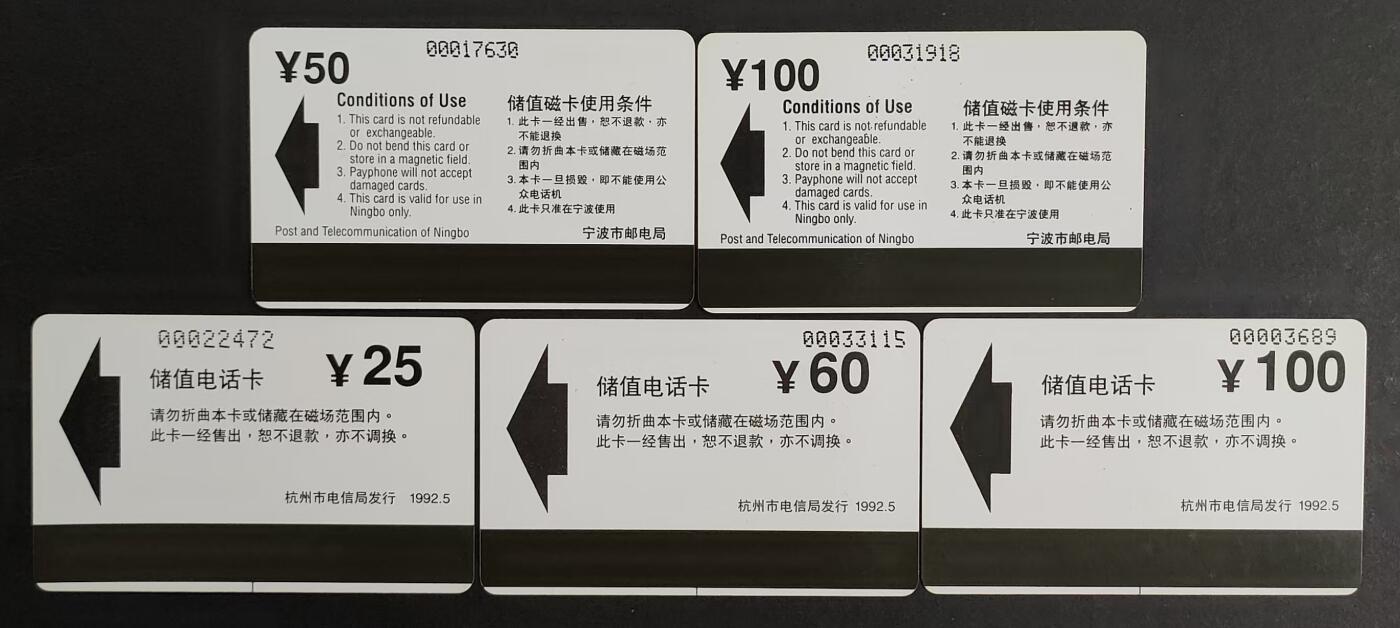 00017630
¥50
Conditions of Use
1. This card is not refundable
or exchangeable.
2. Do not bend this card or
store in a magnetic field.
3. Payphone will not accept
damaged cards.
4. This card is valid for use in
Ningbo only.
储值磁卡使用条件
1. 此卡一经出售，恕不退款，亦
不能退换
2. 请勿折曲本卡或储藏在磁场范
围内
3. 本卡一旦损毁，即不能使用公
众电话机
4. 此卡只准在宁波使用
Post and Telecommunication of Ningbo
宁波市邮电局
00031918
¥100
Conditions of Use
1. This card is not refundable
or exchangeable.
2. Do not bend this card or
store in a magnetic field.
3. Payphone will not accept
damaged cards.
4. This card is valid for use in
Ningbo only.
储值磁卡使用条件
1. 此卡一经出售，恕不退款，亦
不能退换
2. 请勿折曲本卡或储藏在磁场范
围内
3. 本卡一旦损毁，即不能使用公
众电话机
4. 此卡只准在宁波使用
Post and Telecommunication of Ningbo
宁波市邮电局
00022472
储值电话卡
¥25
请勿折曲本卡或储藏在磁场范围内。
此卡一经售出，恕不退款，亦不调换。
杭州市电信局发行 1992.5
00033115
储值电话卡
¥60
请勿折曲本卡或储藏在磁场范围内。
此卡一经售出，恕不退款，亦不调换。
杭州市电信局发行 1992.5
00003689
储值电话卡
¥100
请勿折曲本卡或储藏在磁场范围内。
此卡一经售出，恕不退款，亦不调换。
杭州市电信局发行 1992.5